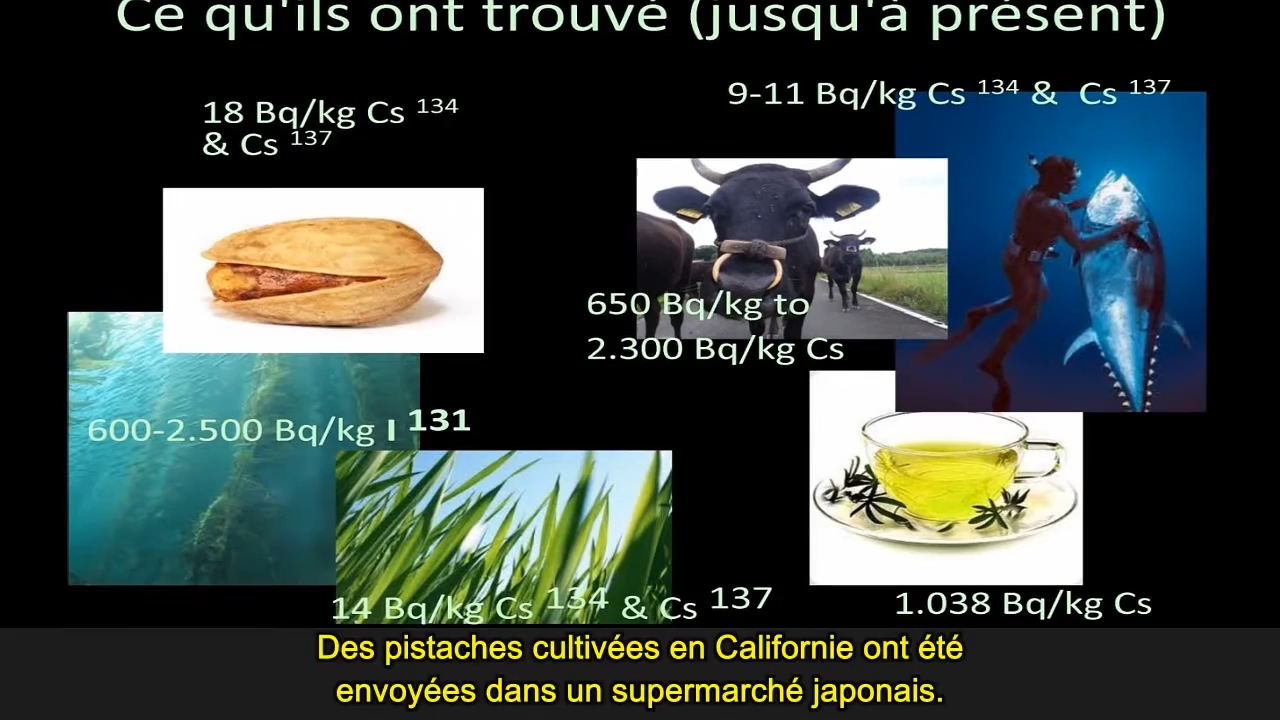 Ce qu'ils ont trouvé (jusqu'à présent)
18 Bq/kg Cs 134
& Cs 137
9-11 Bq/kg Cs 134 & Cs 137
650 Bq/kg to
2.300 Bq/kg Cs
600-2.500 Bq/kg I 131
14 Bq/kg Cs 134 & Cs 137
1.038 Bq/kg Cs
Des pistaches cultivées en Californie ont été
envoyées dans un supermarché japonais.